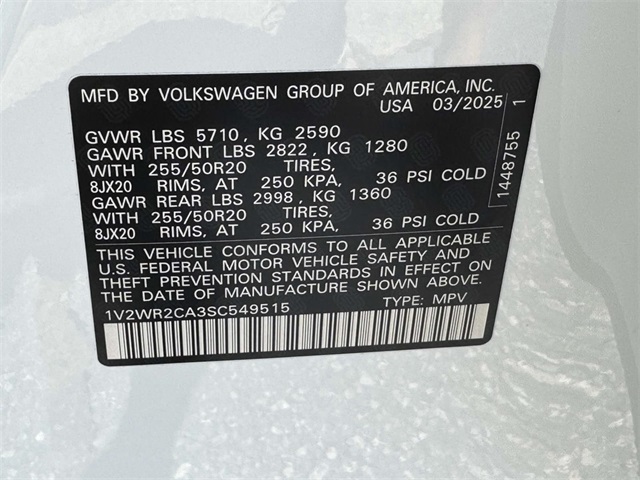 MFD BY VOLKSWAGEN GROUP OF AMERICA, INC.
USA 03/2025
GVWR LBS 5710, KG 2590
GAWR FRONT LBS 2822, KG 1280
WITH 255/50R20 TIRES,
8JX20 RIMS, AT 250 KPA, 36 PSI COLD
GAWR REAR LBS 2998, KG 1360
WITH 255/50R20 TIRES,
8JX20 RIMS, AT 250 KPA, 36 PSI COLD
THIS VEHICLE CONFORMS TO ALL APPLICABLE
U.S. FEDERAL MOTOR VEHICLE SAFETY AND
THEFT PREVENTION STANDARDS IN EFFECT ON
THE DATE OF MANUFACTURE SHOWN ABOVE.
1V2WR2CA3SC549515 TYPE: MPV
1448755 1